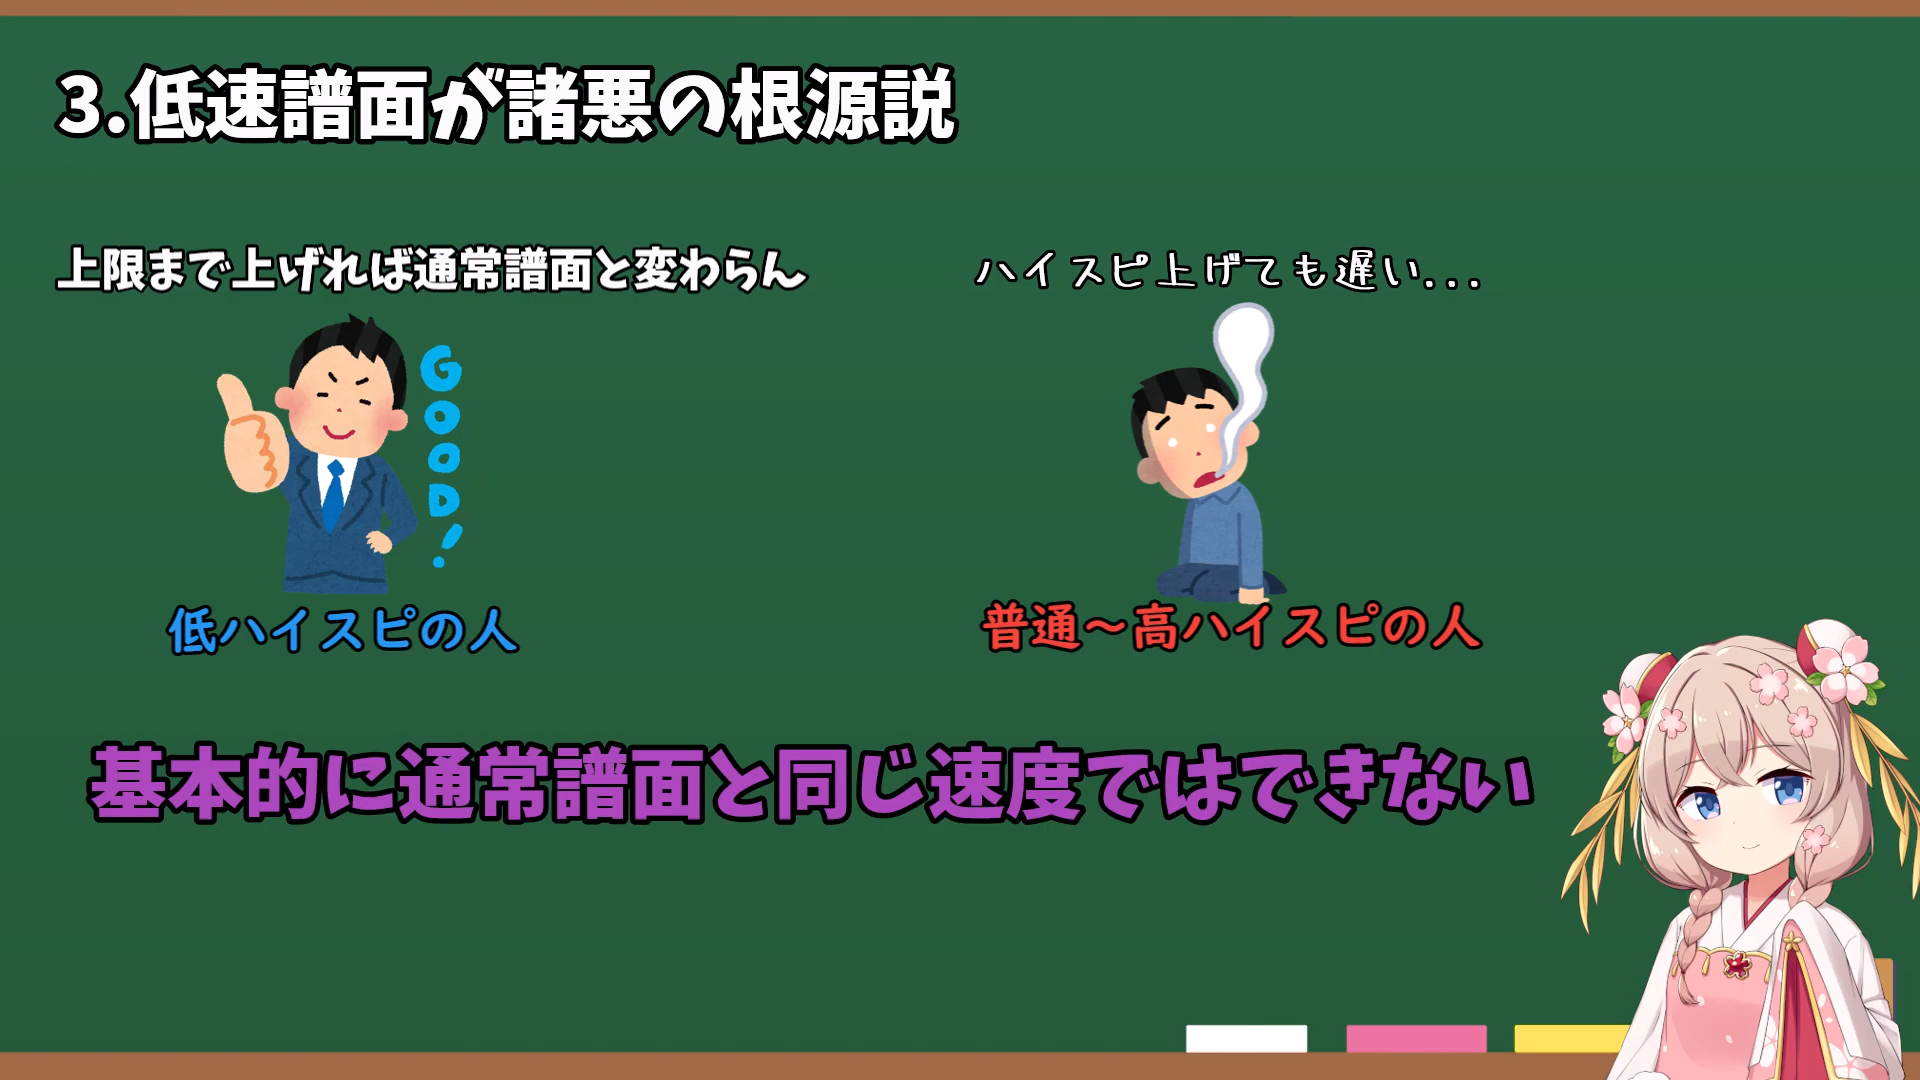 3.低速譜面が諸悪の根源説
上限まで上げれば通常譜面と変わらん
ハイスピ上げても遅い...
GOOD!
低ハイスピの人
普通～高ハイスピの人
基本的に通常譜面と同じ速度ではできない